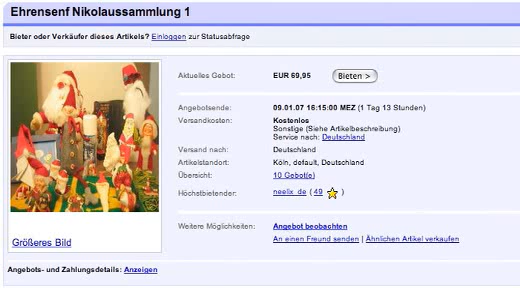 Ehrensenf Nikolaussammlung 1
Bieter oder Verkäufer dieses Artikels? Einloggen zur Statusabfrage
Aktuelles Gebot: EUR 69,95 Bieten >
Angebotsende: 09.01.07 16:15:00 MEZ (1 Tag 13 Stunden)
Versandkosten: Kostenlos
Sonstige (Siehe Artikelbeschreibung)
Service nach: Deutschland
Versand nach: Deutschland
Artikelstandort: Köln, default, Deutschland
Übersicht: 10 Gebot(e)
Höchstbietender: neelix_de ( 49 )
Größeres Bild
Weitere Möglichkeiten: Angebot beobachten
An einen Freund senden | Ähnlichen Artikel verkaufen
Angebots- und Zahlungsdetails: Anzeigen